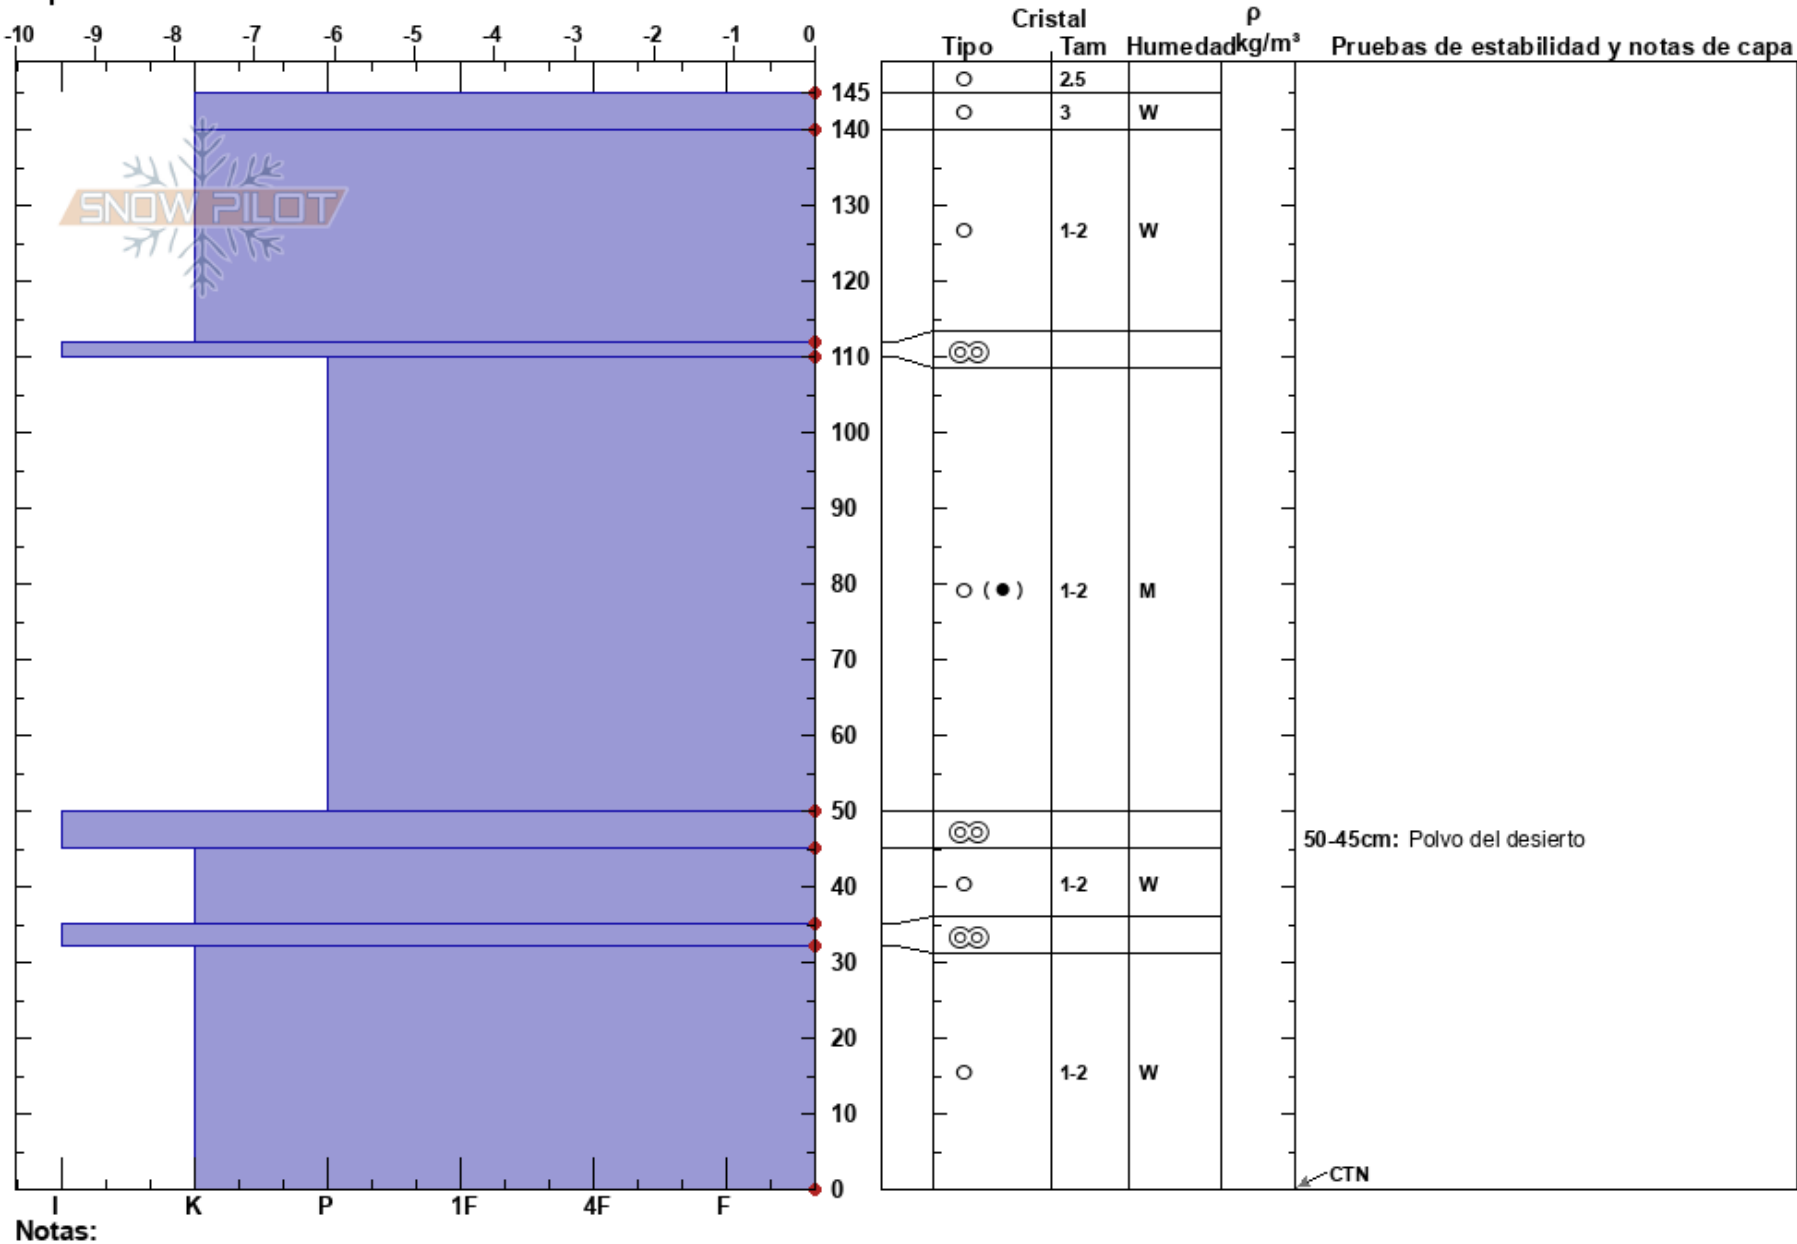 Cristal ρ
-10 -9 -8 -7 -6 -5 -4 -3 -2 -1 0 Tipo Tam Humedad kg/m³ Pruebas de estabilidad y notas de capa
2.5
145
3 W
140
SNOW PILOT
130
1-2 W
120
110
100
90
80
( ) 1-2 M
70
60
50
50-45cm: Polvo del desierto
40 1-2 W
30
20
1-2 W
10
CTN
0
I K P 1F 4F F
Notas: